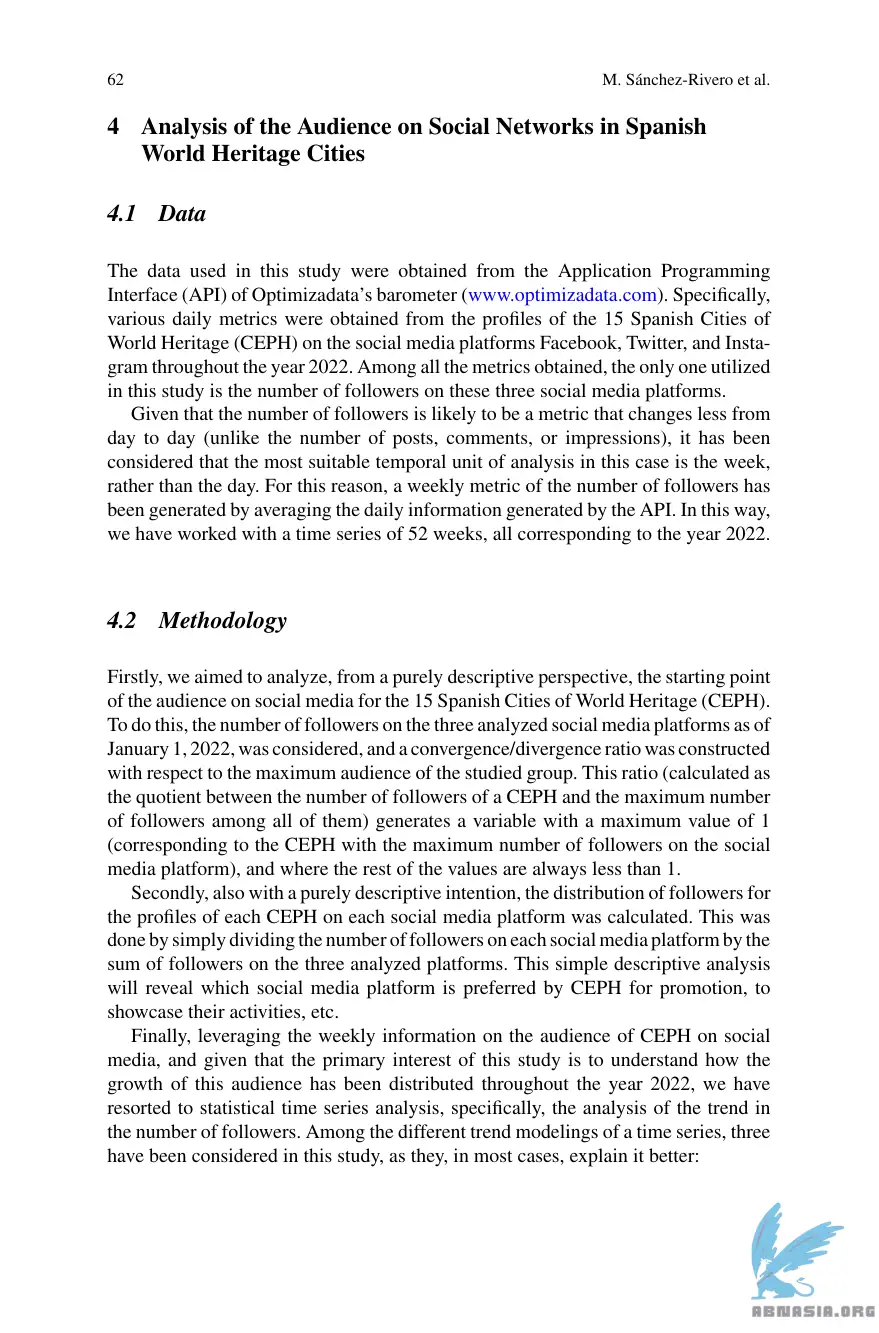 62
M. Sánchez-Rivero et al.
4 Analysis of the Audience on Social Networks in Spanish
World Heritage Cities
4.1 Data
The data used in this study were obtained from the Application Programming
Interface (API) of Optimizadata's barometer (www.optimizadata.com). Specifically,
various daily metrics were obtained from the profiles of the 15 Spanish Cities of
World Heritage (CEPH) on the social media platforms Facebook, Twitter, and Insta-
gram throughout the year 2022. Among all the metrics obtained, the only one utilized
in this study is the number of followers on these three social media platforms.
Given that the number of followers is likely to be a metric that changes less from
day to day (unlike the number of posts, comments, or impressions), it has been
considered that the most suitable temporal unit of analysis in this case is the week,
rather than the day. For this reason, a weekly metric of the number of followers has
been generated by averaging the daily information generated by the API. In this way,
we have worked with a time series of 52 weeks, all corresponding to the year 2022.
4.2 Methodology
Firstly, we aimed to analyze, from a purely descriptive perspective, the starting point
of the audience on social media for the 15 Spanish Cities of World Heritage (CEPH).
To do this, the number of followers on the three analyzed social media platforms as of
January 1, 2022, was considered, and a convergence/divergence ratio was constructed
with respect to the maximum audience of the studied group. This ratio (calculated as
the quotient between the number of followers of a CEPH and the maximum number
of followers among all of them) generates a variable with a maximum value of 1
(corresponding to the CEPH with the maximum number of followers on the social
media platform), and where the rest of the values are always less than 1.
Secondly, also with a purely descriptive intention, the distribution of followers for
the profiles of each CEPH on each social media platform was calculated. This was
done by simply dividing the number of followers on each social media platform by the
sum of followers on the three analyzed platforms. This simple descriptive analysis
will reveal which social media platform is preferred by CEPH for promotion, to
showcase their activities, etc.
Finally, leveraging the weekly information on the audience of CEPH on social
media, and given that the primary interest of this study is to understand how the
growth of this audience has been distributed throughout the year 2022, we have
resorted to statistical time series analysis, specifically, the analysis of the trend in
the number of followers. Among the different trend modelings of a time series, three
have been considered in this study, as they, in most cases, explain it better:
ABNASIA.ORG